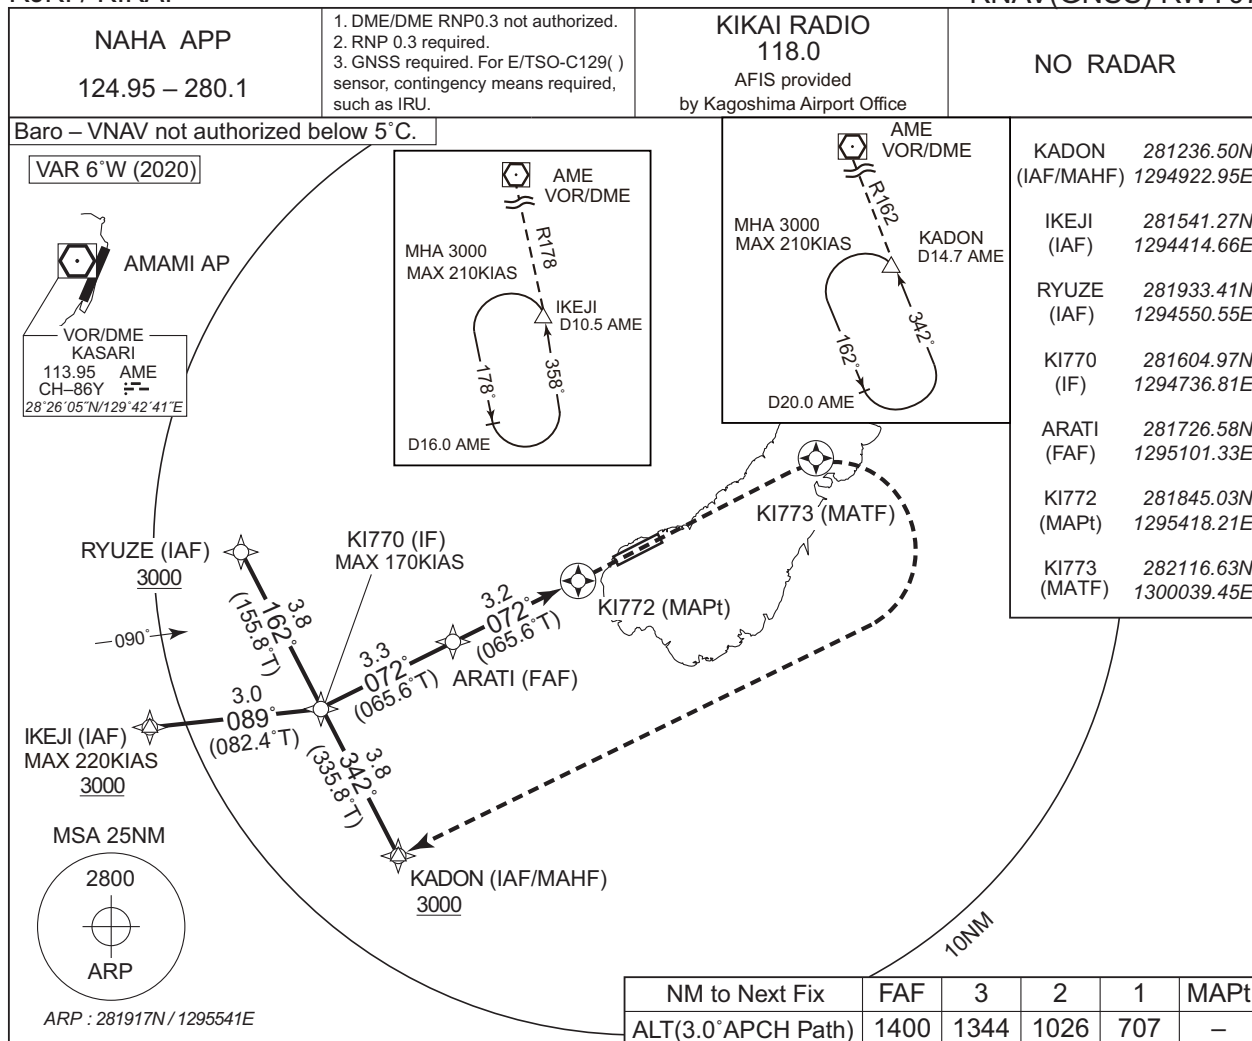 NAHA APP
124.95 – 280.1
1. DME/DME RNP0.3 not authorized.
2. RNP 0.3 required.
3. GNSS required. For E/TSO-C129( )
sensor, contingency means required,
such as IRU.
KIKAI RADIO
118.0
AFIS provided
by Kagoshima Airport Office
NO RADAR
Baro – VNAV not authorized below 5˚C.
VAR 6˚W (2020)
AMAMI AP
VOR/DME
KASARI
113.95 AME
CH–86Y
28˚26´05˝N/129˚42´41˝E
AME
VOR/DME
R178
MHA 3000
MAX 210KIAS
IKEJI
D10.5 AME
178˚
358˚
D16.0 AME
AME
VOR/DME
R162
MHA 3000
MAX 210KIAS
KADON
D14.7 AME
162˚
342˚
D20.0 AME
KADON 281236.50N
(IAF/MAHF) 1294922.95E
IKEJI 281541.27N
(IAF) 1294414.66E
RYUZE 281933.41N
(IAF) 1294550.55E
KI770 281604.97N
(IF) 1294736.81E
ARATI 281726.58N
(FAF) 1295101.33E
KI772 281845.03N
(MAPt) 1295418.21E
KI773 282116.63N
(MATF) 1300039.45E
KI773 (MATF)
RYUZE (IAF)
3000
KI770 (IF)
MAX 170KIAS
3.8
162˚
(155.8˚T)
090˚
3.2
072˚
(065.6˚T)
KI772 (MAPt)
3.3
072˚
(065.6˚T)
ARATI (FAF)
3.0
089˚
(082.4˚T)
IKEJI (IAF)
MAX 220KIAS
3000
3.8
342˚
(335.8˚T)
KADON (IAF/MAHF)
3000
MSA 25NM
2800
ARP
ARP : 281917N / 1295541E
10NM
NM to Next Fix FAF 3 2 1 MAPt
ALT(3.0˚APCH Path) 1400 1344 1026 707 –